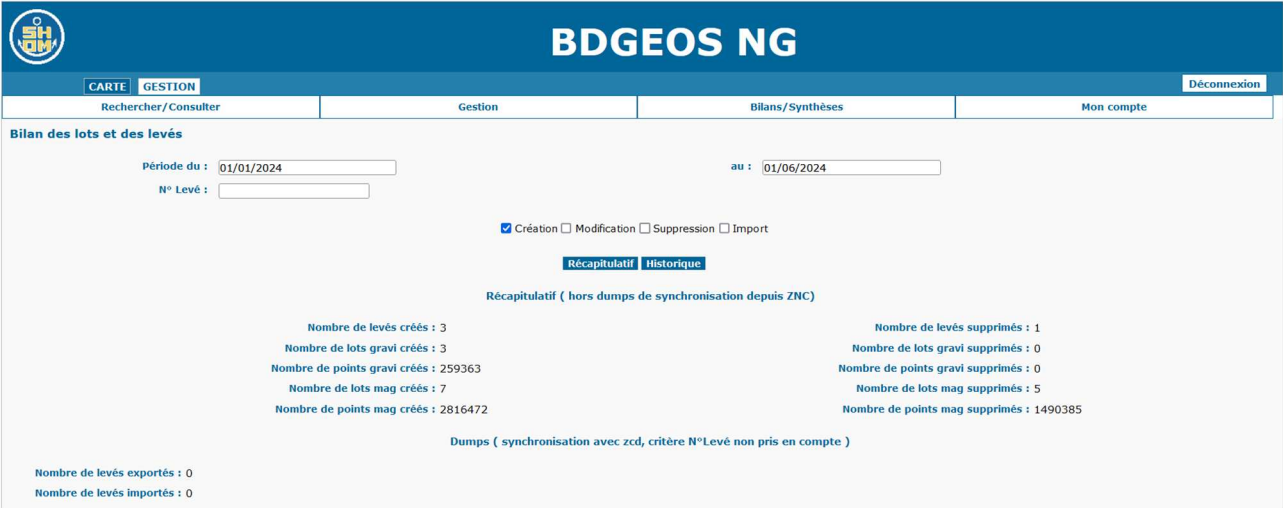 SHOM
BDGEOS NG
CARTE GESTION Déconnexion
Rechercher/Consulter Gestion Bilans/Synthèses Mon compte
Bilan des lots et des levés
Période du : 01/01/2024 au : 01/06/2024
N° Levé :
Création Modification Suppression Import
Récapitulatif Historique
Récapitulatif ( hors dumps de synchronisation depuis ZNC)
Nombre de levés créés : 3 Nombre de levés supprimés : 1
Nombre de lots gravi créés : 3 Nombre de lots gravi supprimés : 0
Nombre de points gravi créés : 259363 Nombre de points gravi supprimés : 0
Nombre de lots mag créés : 7 Nombre de lots mag supprimés : 5
Nombre de points mag créés : 2816472 Nombre de points mag supprimés : 1490385
Dumps ( synchronisation avec zcd, critère N°Levé non pris en compte )
Nombre de levés exportés : 0
Nombre de levés importés : 0